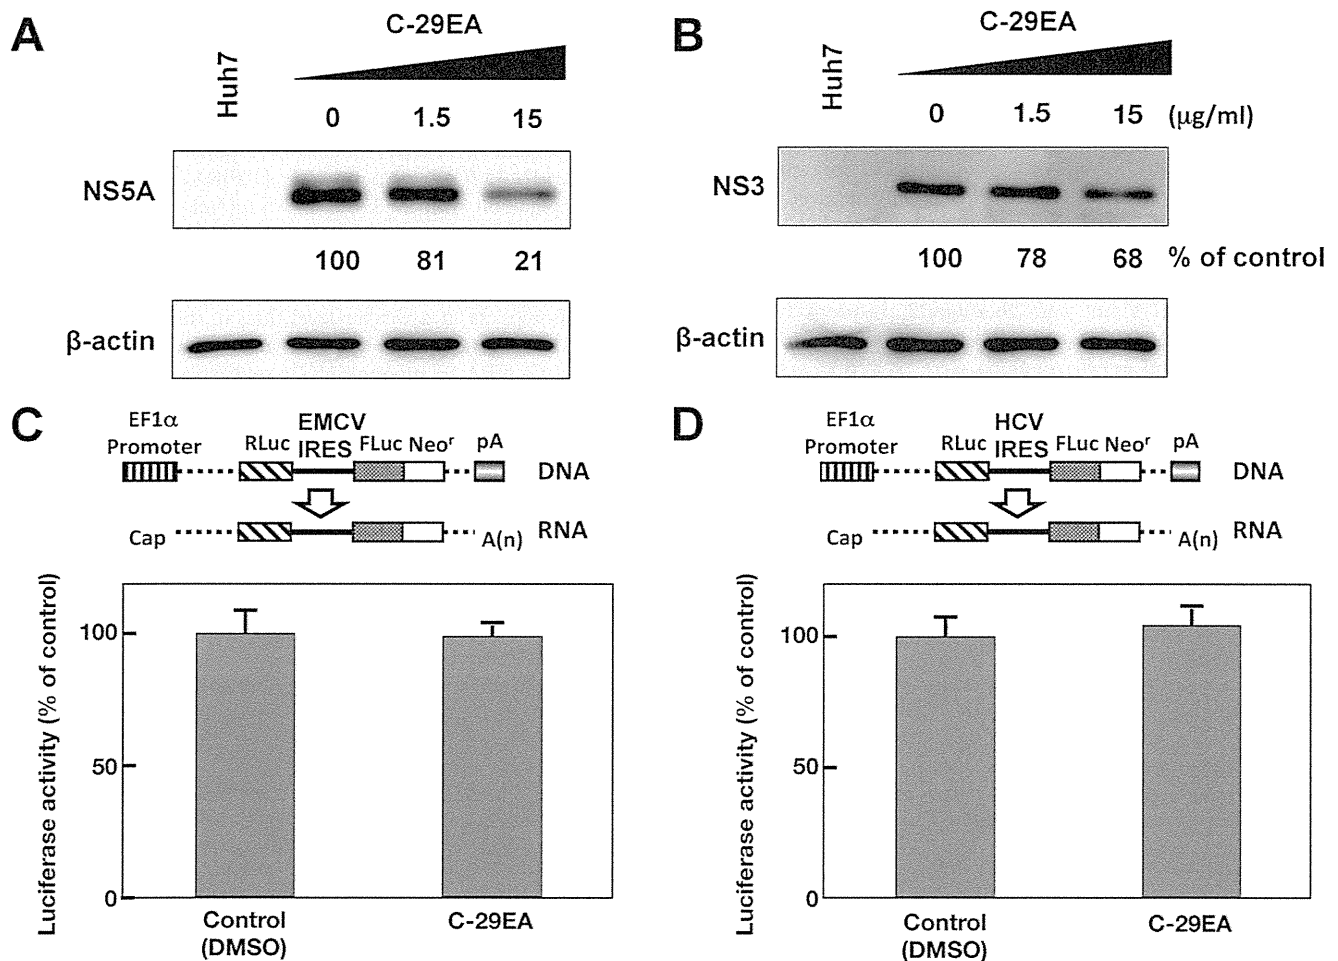 A
C-29EA
Huh7
0 1.5 15
NS5A
100 81 21
β-actin
B
C-29EA
Huh7
0 1.5 15 (μg/ml)
NS3
100 78 68 % of control
β-actin
C
EF1α
Promoter
RLuc
EMCV
IRES
FLuc Neoʳ pA
DNA
Cap
A(n) RNA
Luciferase activity (% of control)
100
50
0
Control
(DMSO)
C-29EA
D
EF1α
Promoter
RLuc
HCV
IRES
FLuc Neoʳ pA
DNA
Cap
A(n) RNA
Luciferase activity (% of control)
100
50
0
Control
(DMSO)
C-29EA